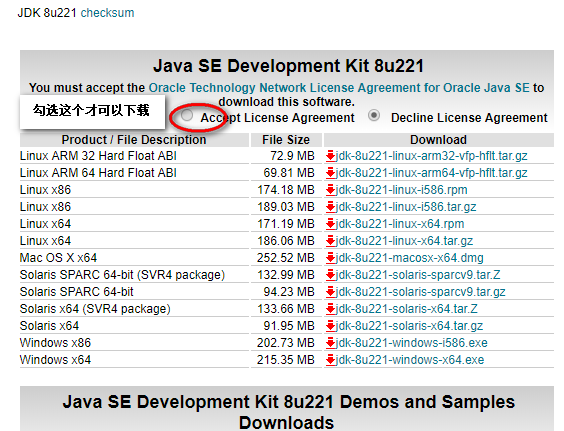 JDK 8u221 checksum
Java SE Development Kit 8u221
You must accept the Oracle Technology Network License Agreement for Oracle Java SE to
download this software.
勾选这个才可以下载
Accept License Agreement Decline License Agreement
Product / File Description File Size Download
Linux ARM 32 Hard Float ABI 72.9 MB jdk-8u221-linux-arm32-vfp-hflt.tar.gz
Linux ARM 64 Hard Float ABI 69.81 MB jdk-8u221-linux-arm64-vfp-hflt.tar.gz
Linux x86 174.18 MB jdk-8u221-linux-i586.rpm
Linux x86 189.03 MB jdk-8u221-linux-i586.tar.gz
Linux x64 171.19 MB jdk-8u221-linux-x64.rpm
Linux x64 186.06 MB jdk-8u221-linux-x64.tar.gz
Mac OS X x64 252.52 MB jdk-8u221-macosx-x64.dmg
Solaris SPARC 64-bit (SVR4 package) 132.99 MB jdk-8u221-solaris-sparcv9.tar.Z
Solaris SPARC 64-bit 94.23 MB jdk-8u221-solaris-sparcv9.tar.gz
Solaris x64 (SVR4 package) 133.66 MB jdk-8u221-solaris-x64.tar.Z
Solaris x64 91.95 MB jdk-8u221-solaris-x64.tar.gz
Windows x86 202.73 MB jdk-8u221-windows-i586.exe
Windows x64 215.35 MB jdk-8u221-windows-x64.exe
Java SE Development Kit 8u221 Demos and Samples
Downloads